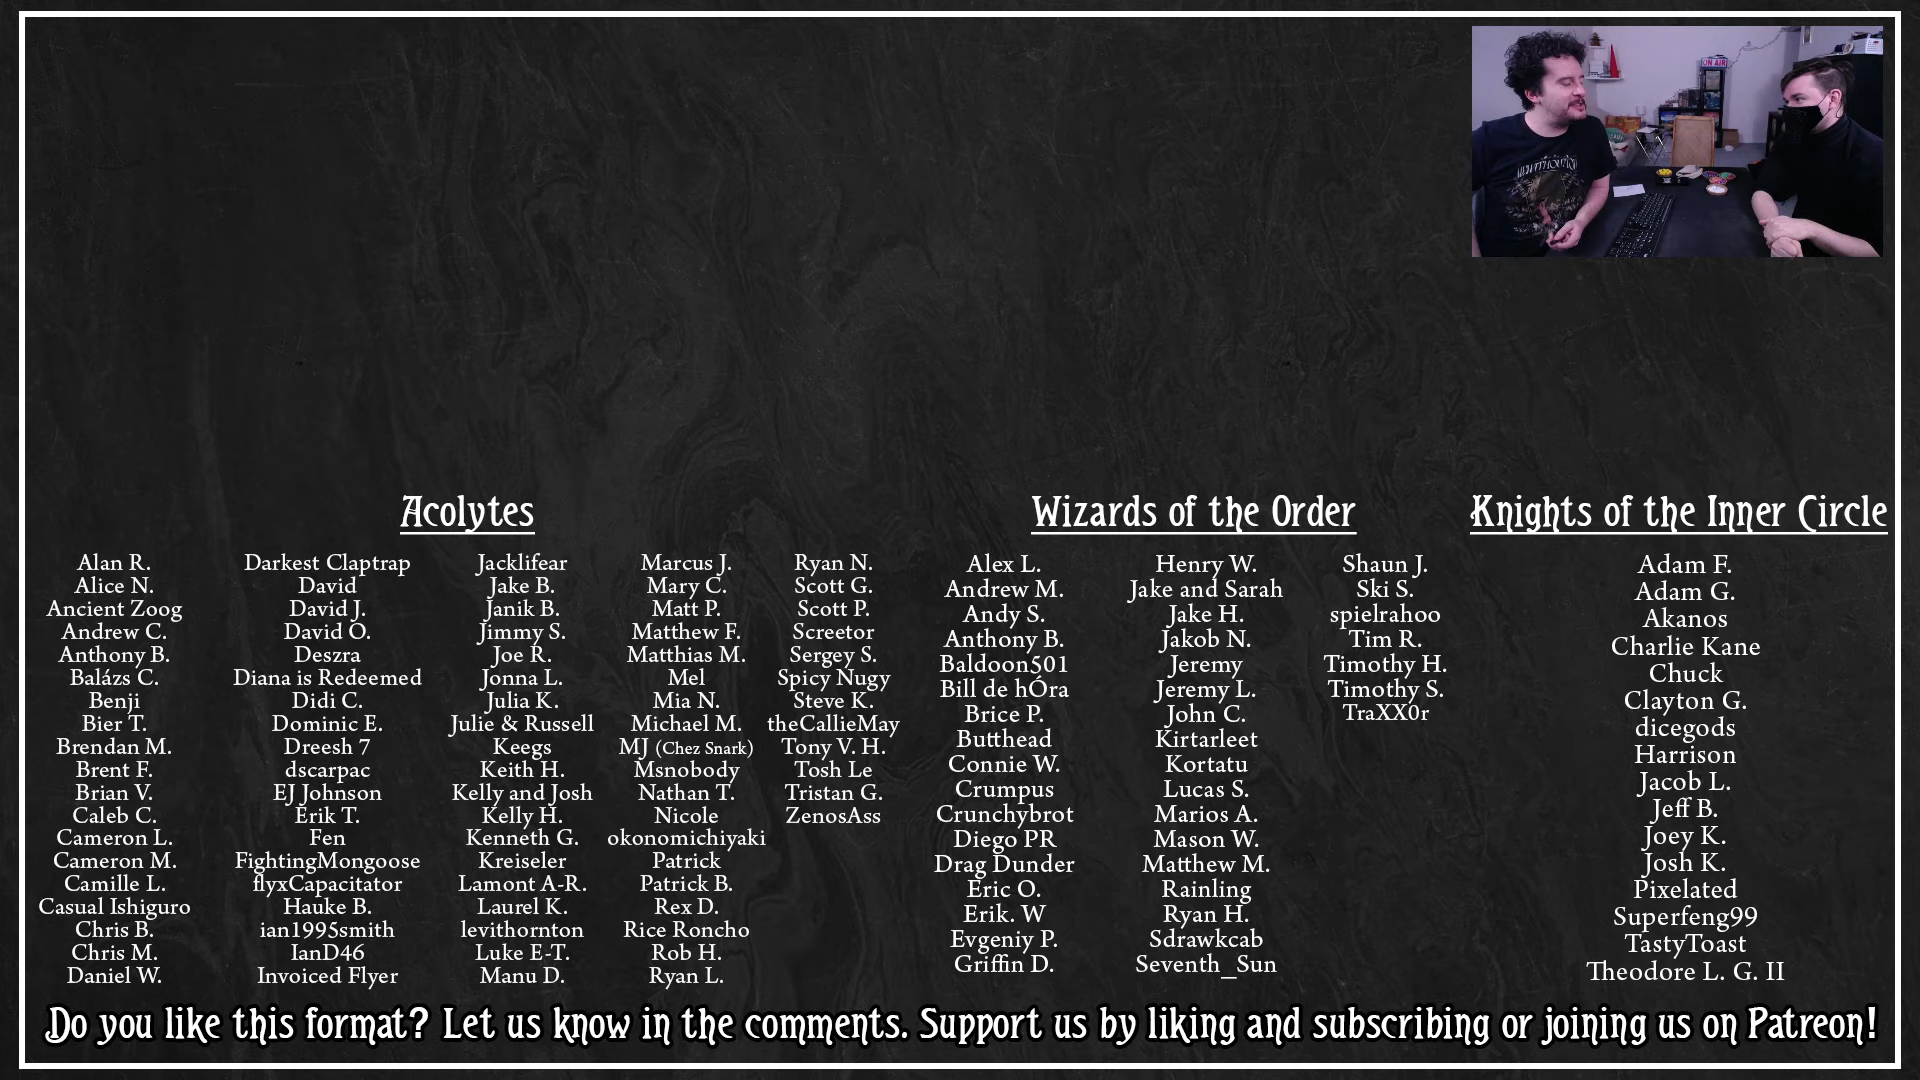 ON AIR
Acolytes
Alan R.
Alice N.
Ancient Zoog
Andrew C.
Anthony B.
Balázs C.
Benji
Bier T.
Brendan M.
Brent F.
Brian V.
Caleb C.
Cameron L.
Cameron M.
Camille L.
Casual Ishiguro
Chris B.
Chris M.
Daniel W.
Darkest Claptrap
David
David J.
David O.
Deszra
Diana is Redeemed
Didi C.
Dominic E.
Dreesh 7
dscarpac
EJ Johnson
Erik T.
Fen
FightingMongoose
flyxCapacitator
Hauke B.
ian1995smith
IanD46
Invoiced Flyer
Jacklifear
Jake B.
Janik B.
Jimmy S.
Joe R.
Jonna L.
Julia K.
Julie & Russell
Keegs
Keith H.
Kelly and Josh
Kelly H.
Kenneth G.
Kreiseler
Lamont A-R.
Laurel K.
levithornton
Luke E-T.
Manu D.
Marcus J.
Mary C.
Matt P.
Matthew F.
Matthias M.
Mel
Mia N.
Michael M.
MJ (Chez Snark)
Msnobody
Nathan T.
Nicole
okonomichiyaki
Patrick
Patrick B.
Rex D.
Rice Roncho
Rob H.
Ryan L.
Ryan N.
Scott G.
Scott P.
Screetor
Sergey S.
Spicy Nugy
Steve K.
theCallieMay
Tony V. H.
Tosh Le
Tristan G.
ZenosAss
Wizards of the Order
Alex L.
Andrew M.
Andy S.
Anthony B.
Baldoon501
Bill de hÓra
Brice P.
Butthead
Connie W.
Crumpus
Crunchybrot
Diego PR
Drag Dunder
Eric O.
Erik. W
Evgeniy P.
Griffin D.
Henry W.
Jake and Sarah
Jake H.
Jakob N.
Jeremy
Jeremy L.
John C.
Kirtarleet
Kortatu
Lucas S.
Marios A.
Mason W.
Matthew M.
Rainling
Ryan H.
Sdrawkcab
Seventh_Sun
Shaun J.
Ski S.
spielrahoo
Tim R.
Timothy H.
Timothy S.
TraXX0r
Knights of the Inner Circle
Adam F.
Adam G.
Akanos
Charlie Kane
Chuck
Clayton G.
dicegods
Harrison
Jacob L.
Jeff B.
Joey K.
Josh K.
Pixelated
Superfeng99
TastyToast
Theodore L. G. II
Do you like this format? Let us know in the comments. Support us by liking and subscribing or joining us on Patreon!